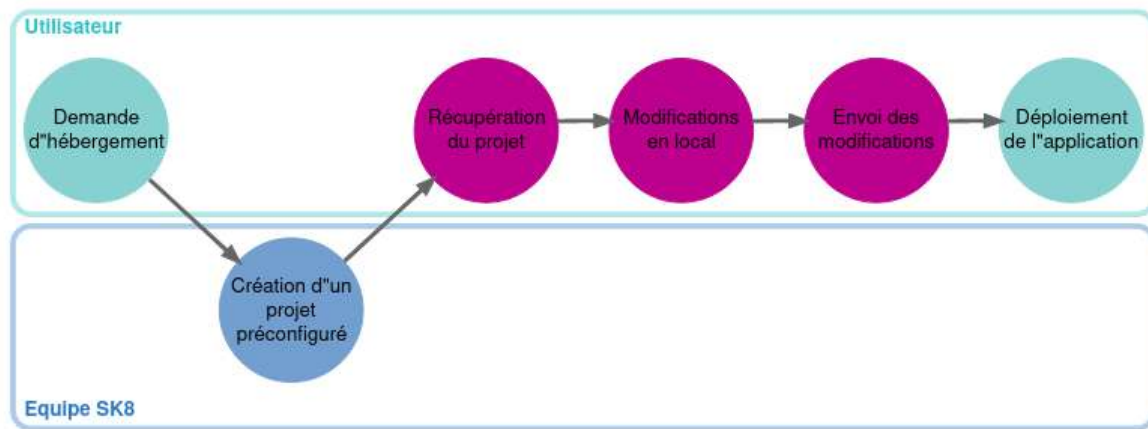 Utilisateur
Demande
d"hébergement
Récupération
du projet
Modifications
en local
Envoi des
modifications
Déploiement
de l"application
Création d"un
projet
préconfiguré
Equipe SK8